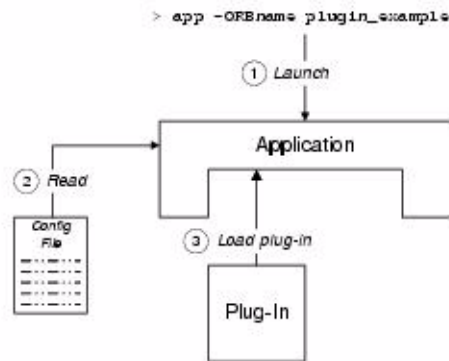 > app -ORBname plugin_example
1 Launch
Application
2 Read
Config
File
3 Load plug-in
Plug-In